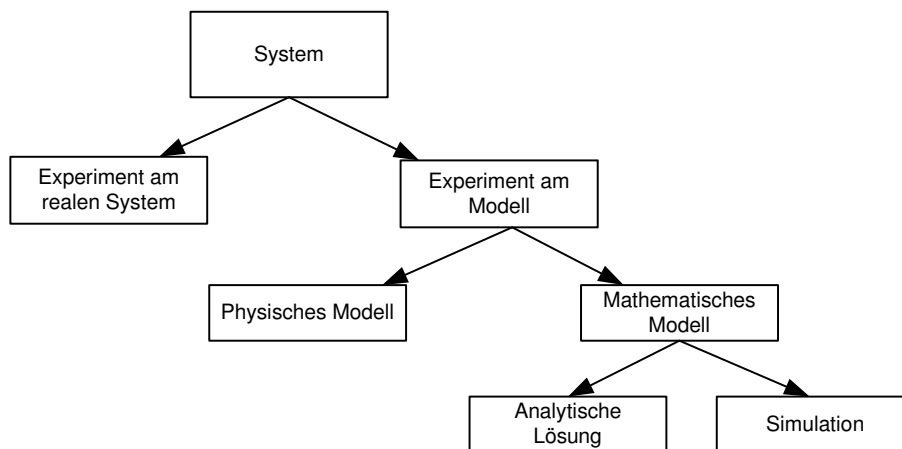 System
Experiment am
realen System
Experiment am
Modell
Physisches Modell
Mathematisches
Modell
Analytische
Lösung
Simulation